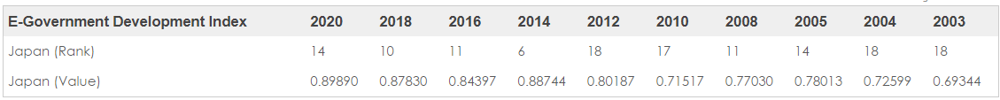 E-Government Development Index 2020 2018 2016 2014 2012 2010 2008 2005 2004 2003
Japan (Rank) 14 10 11 6 18 17 11 14 18 18
Japan (Value) 0.89890 0.87830 0.84397 0.88744 0.80187 0.71517 0.77030 0.78013 0.72599 0.69344